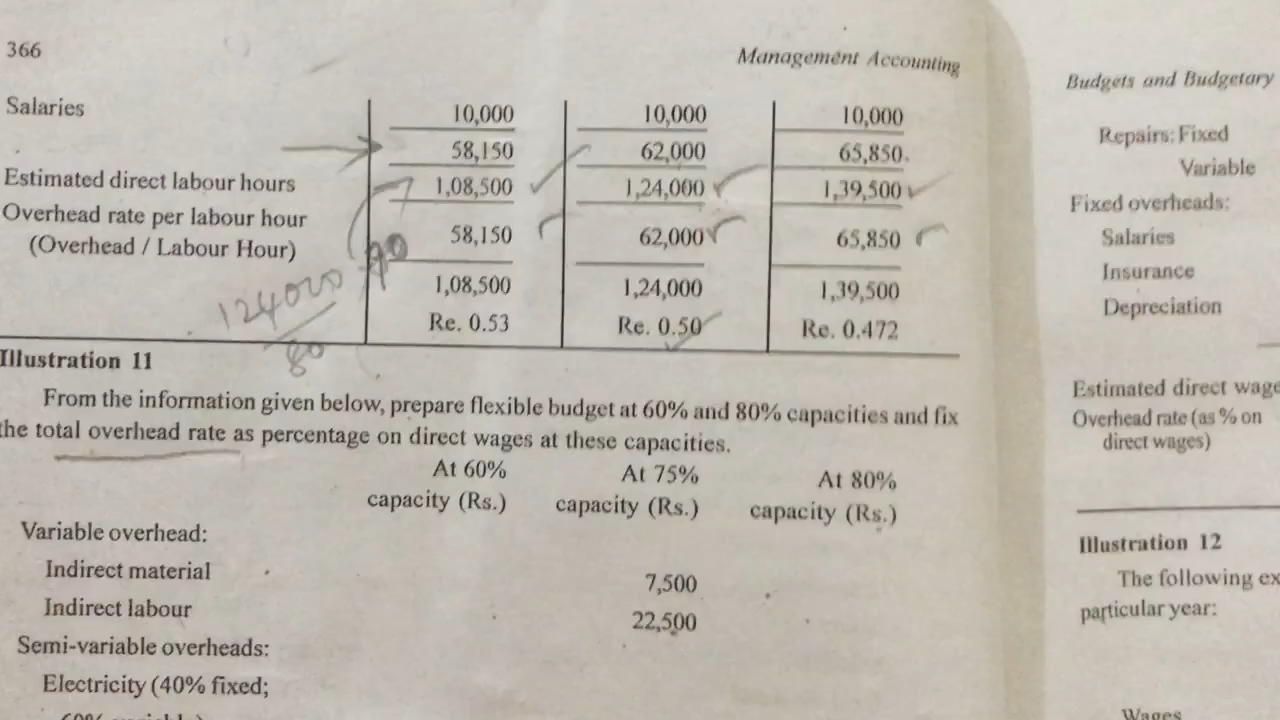 366
Management Accounting
Salaries 10,000 10,000 10,000
58,150 62,000 65,850
Estimated direct labour hours 1,08,500 1,24,000 1,39,500
Overhead rate per labour hour
(Overhead / Labour Hour) 58,150 62,000 65,850
1,08,500 1,24,000 1,39,500
Re. 0.53 Re. 0.50 Re. 0.472
124000
80
Illustration 11
From the information given below, prepare flexible budget at 60% and 80% capacities and fix
the total overhead rate as percentage on direct wages at these capacities.
At 60% At 75% At 80%
capacity (Rs.) capacity (Rs.) capacity (Rs.)
Variable overhead:
Indirect material 7,500
Indirect labour 22,500
Semi-variable overheads:
Electricity (40% fixed;
Budgets and Budgetary
Repairs: Fixed
Variable
Fixed overheads:
Salaries
Insurance
Depreciation
Estimated direct wage
Overhead rate (as % on
direct wages)
Illustration 12
The following ex
particular year:
Wages